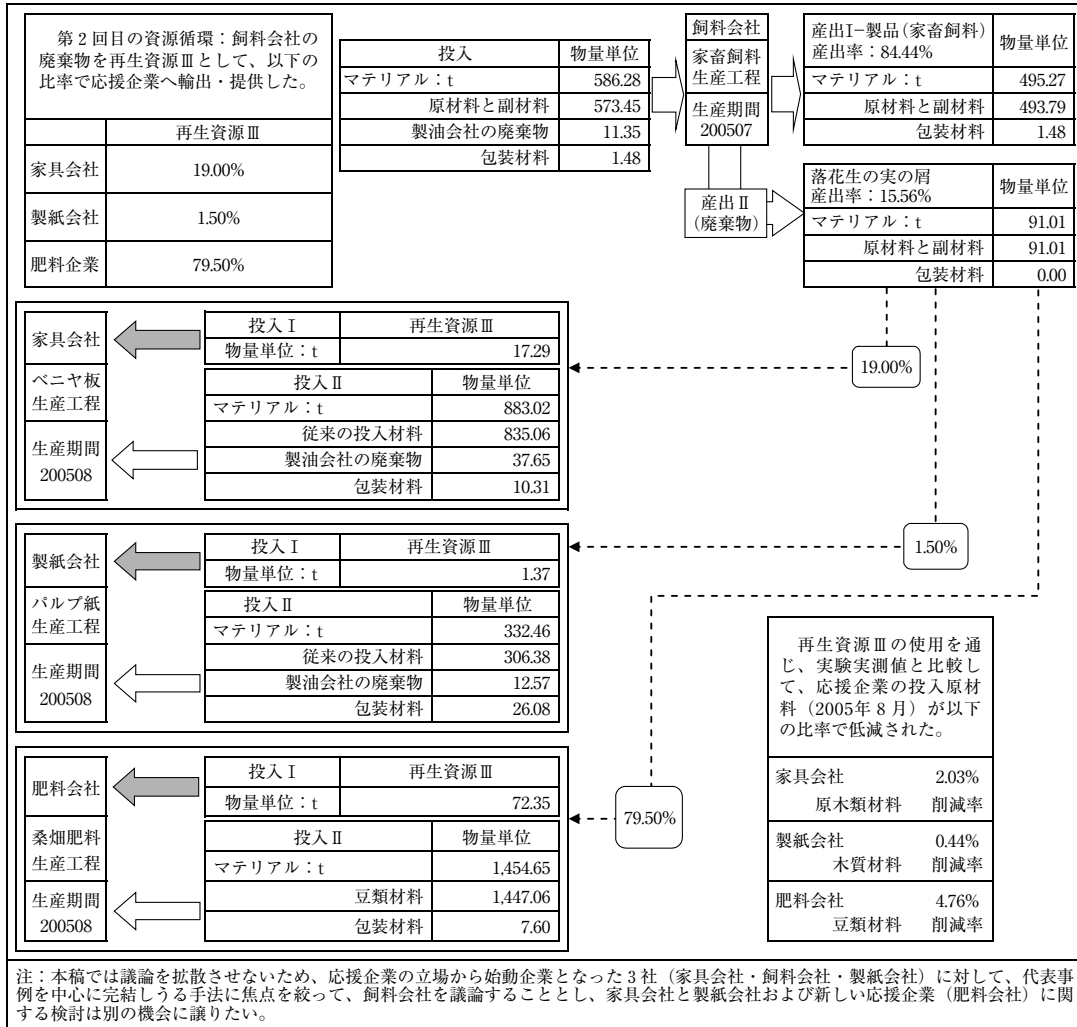 第2回目の資源循環：飼料会社の
廃棄物を再生資源Ⅲとして、以下の
比率で応援企業へ輸出・提供した。
再生資源Ⅲ
家具会社 19.00%
製紙会社 1.50%
肥料企業 79.50%
投入 物量単位
マテリアル：t 586.28
原材料と副材料 573.45
製油会社の廃棄物 11.35
包装材料 1.48
飼料会社
家畜飼料
生産工程
生産期間
200507
産出Ⅱ
(廃棄物)
産出Ⅰ-製品(家畜飼料)
産出率：84.44%
物量単位
マテリアル：t 495.27
原材料と副材料 493.79
包装材料 1.48
落花生の実の屑
産出率：15.56%
物量単位
マテリアル：t 91.01
原材料と副材料 91.01
包装材料 0.00
家具会社
ベニヤ板
生産工程
生産期間
200508
投入Ⅰ 再生資源Ⅲ
物量単位：t 17.29
投入Ⅱ 物量単位
マテリアル：t 883.02
従来の投入材料 835.06
製油会社の廃棄物 37.65
包装材料 10.31
19.00%
製紙会社
パルプ紙
生産工程
生産期間
200508
投入Ⅰ 再生資源Ⅲ
物量単位：t 1.37
投入Ⅱ 物量単位
マテリアル：t 332.46
従来の投入材料 306.38
製油会社の廃棄物 12.57
包装材料 26.08
1.50%
肥料会社
桑畑肥料
生産工程
生産期間
200508
投入Ⅰ 再生資源Ⅲ
物量単位：t 72.35
投入Ⅱ 物量単位
マテリアル：t 1,454.65
豆類材料 1,447.06
包装材料 7.60
79.50%
再生資源Ⅲの使用を通
じ、実験実測値と比較し
て、応援企業の投入原材
料（2005年8月）が以下
の比率で低減された。
家具会社 2.03%
原木類材料 削減率
製紙会社 0.44%
木質材料 削減率
肥料会社 4.76%
豆類材料 削減率
注：本稿では議論を拡散させないため、応援企業の立場から始動企業となった3社（家具会社・飼料会社・製紙会社）に対して、代表事
例を中心に完結しうる手法に焦点を絞って、飼料会社を議論することとし、家具会社と製紙会社および新しい応援企業（肥料会社）に関
する検討は別の機会に譲りたい。